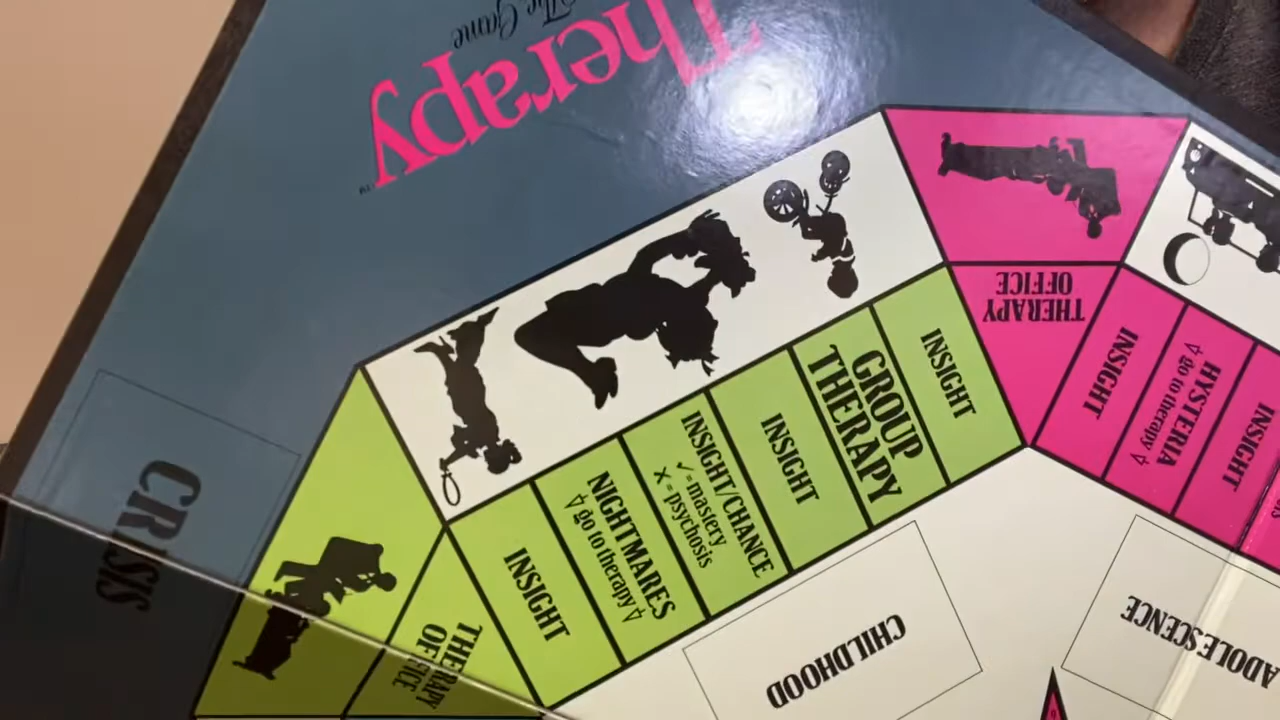 Therapy
™
The Game
CRISIS
THERAPY
OFFICE
INSIGHT
NIGHTMARES
go to therapy
INSIGHT/CHANCE
✓=mastery
X=psychosis
INSIGHT
GROUP
THERAPY
INSIGHT
THERAPY
OFFICE
INSIGHT
HYSTERIA
go to therapy
INSIGHT
CHILDHOOD
ADOLESCENCE